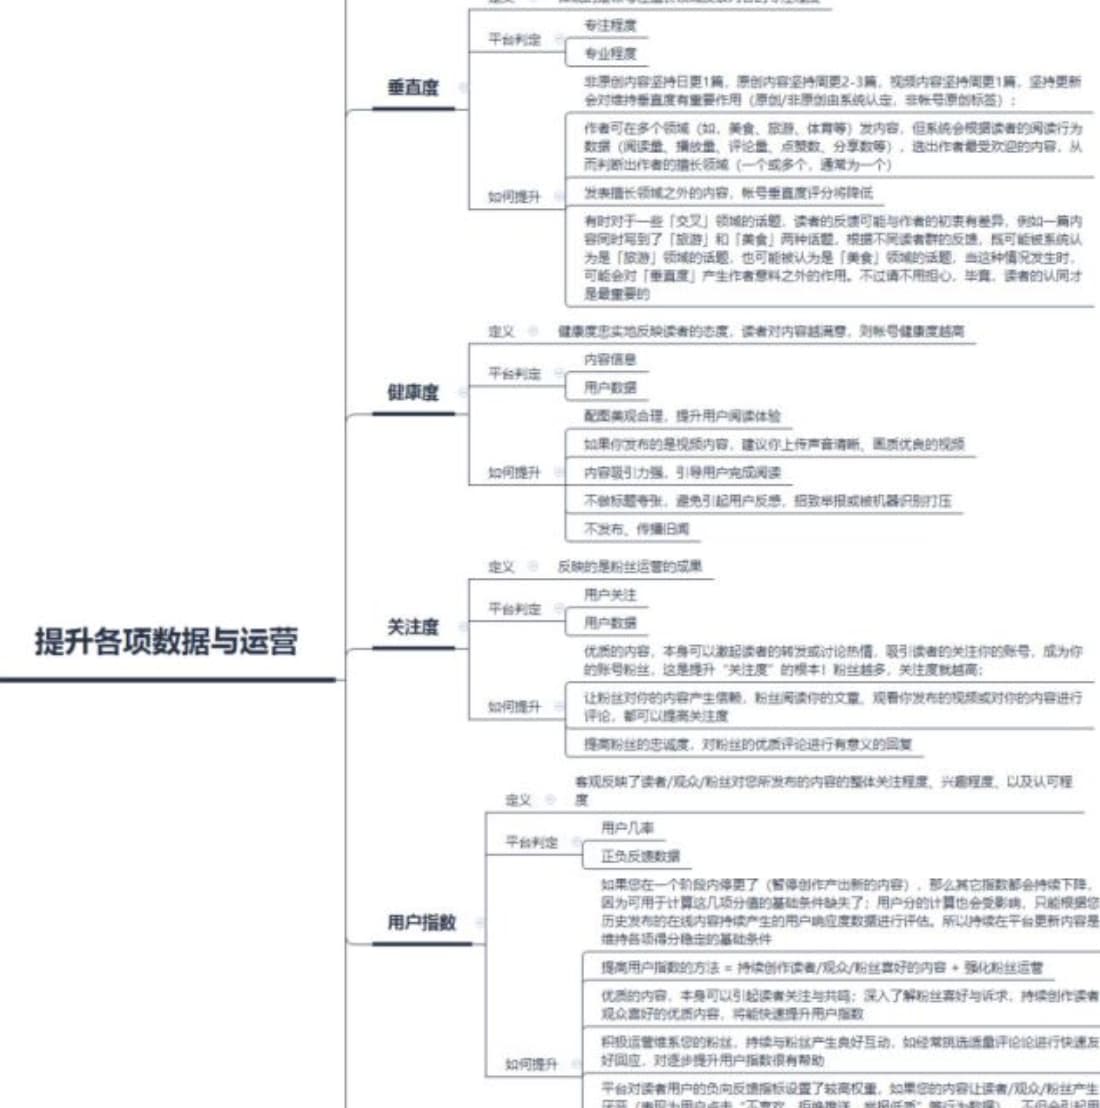 提升各项数据与运营
垂直度
平台判定
专注程度
专业程度
如何提升
非原创内容坚持日更1篇，原创内容坚持周更2-3篇，视频内容坚持周更1篇，坚持更新
会对维持垂直度有重要作用（原创/非原创由系统认定，非帐号原创标签）；
作者可在多个领域（如，美食、旅游、体育等）发内容，但系统会根据读者的阅读行为
数据（阅读量、播放量、评论量、点赞数、分享数等），选出作者最受欢迎的内容，从
而判断出作者的擅长领域（一个或多个，通常为一个）
发表擅长领域之外的内容，帐号垂直度评分将降低
有时对于一些「交叉」领域的话题，读者的反馈可能与作者的初衷有差异，例如一篇内
容同时写到了「旅游」和「美食」两种话题，根据不同读者群的反馈，既可能被系统认
为是「旅游」领域的话题，也可能被认为是「美食」领域的话题，当这种情况发生时，
可能会对「垂直度」产生作者意料之外的作用。不过请不用担心，毕竟，读者的认同才
是最重要的
健康度
定义
健康度忠实地反映读者的态度，读者对内容越满意，则帐号健康度越高
平台判定
内容信息
用户数据
如何提升
配图美观合理，提升用户阅读体验
如果你发布的是视频内容，建议你上传声音清晰、画质优良的视频
内容吸引力强，引导用户完成阅读
不做标题夸张，避免引起用户反感，招致举报或被机器识别打压
不发布、传播旧闻
关注度
定义
反映的是粉丝运营的成果
平台判定
用户关注
用户数据
如何提升
优质的内容，本身可以激起读者的转发或讨论热情，吸引读者的关注你的账号，成为你
的账号粉丝，这是提升“关注度”的根本！粉丝越多，关注度就越高；
让粉丝对你的内容产生信赖，粉丝阅读你的文章、观看你发布的视频或对你的内容进行
评论，都可以提高关注度
提高粉丝的忠诚度，对粉丝的优质评论进行有意义的回复
用户指数
定义
客观反映了读者/观众/粉丝对您所发布的内容的整体关注程度、兴趣程度、以及认可程
度
平台判定
用户几率
正负反馈数据
如何提升
如果您在一个阶段内停更了（暂停创作产出新的内容），那么其它指数都会持续下降，
因为可用于计算这几项分值的基础条件缺失了；用户分的计算也会受影响，只能根据您
历史发布的在线内容持续产生的用户响应度数据进行评估。所以持续在平台更新内容是
维持各项得分稳定的基础条件
提高用户指数的方法 = 持续创作读者/观众/粉丝喜好的内容 + 强化粉丝运营
优质的内容，本身可以引起读者关注与共鸣；深入了解粉丝喜好与诉求，持续创作读者
观众喜好的优质内容，将能快速提升用户指数
积极运营维系您的粉丝，持续与粉丝产生良好互动，如经常挑选质量评论论进行快速友
好回应，对逐步提升用户指数很有帮助
平台对读者用户的负向反馈指标设置了较高权重，如果您的内容让读者/观众/粉丝产生